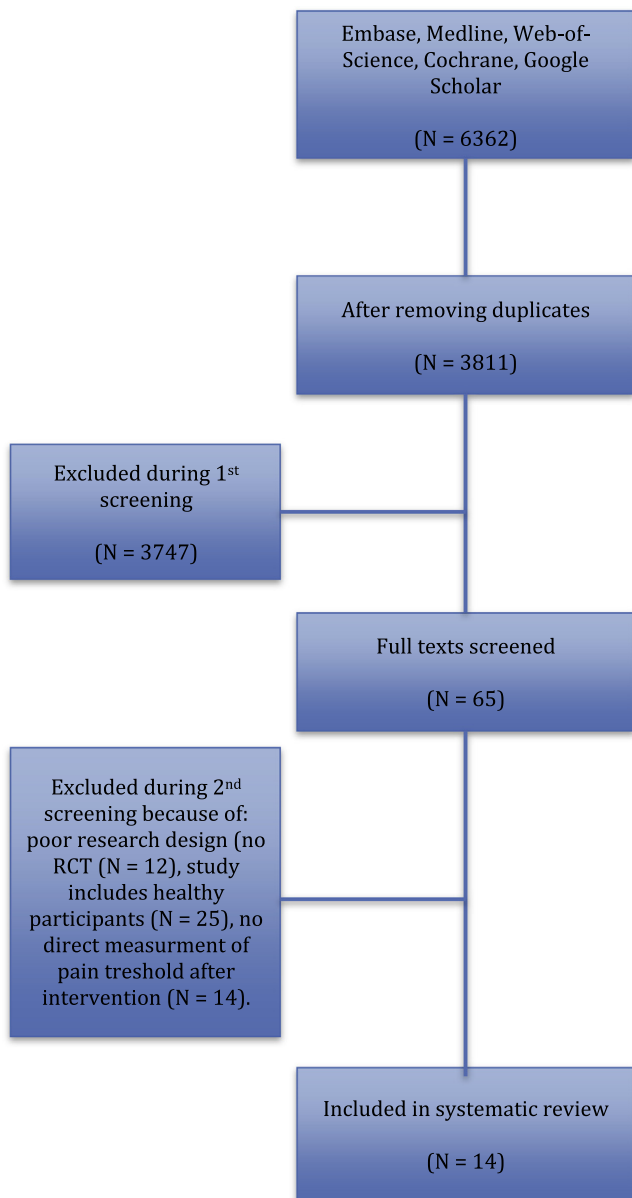 Embase, Medline, Web-of-
Science, Cochrane, Google
Scholar
(N = 6362)
After removing duplicates
(N = 3811)
Excluded during 1st
screening
(N = 3747)
Full texts screened
(N = 65)
Excluded during 2nd
screening because of:
poor research design (no
RCT (N = 12), study
includes healthy
participants (N = 25), no
direct measurment of
pain treshold after
intervention (N = 14).
Included in systematic review
(N = 14)